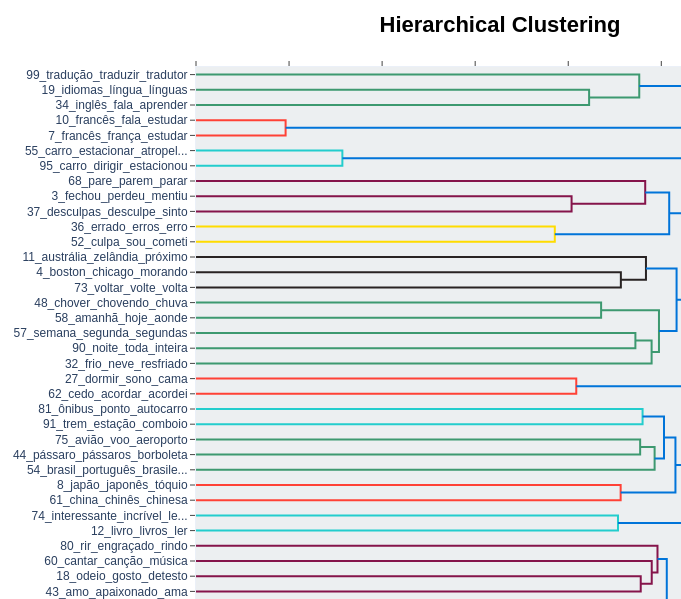 Hierarchical Clustering
99_tradução_traduzir_tradutor
19_idiomas_língua_línguas
34_inglês_fala_aprender
10_francês_fala_estudar
7_francês_frança_estudar
55_carro_estacionar_atropel...
95_carro_dirigir_estacionou
68_pare_parem_parar
3_fechou_perdeu_mentiu
37_desculpas_desculpe_sinto
36_errado_erros_erro
52_culpa_sou_cometi
11_austrália_zelândia_próximo
4_boston_chicago_morando
73_voltar_volte_volta
48_chover_chovendo_chuva
58_amanhã_hoje_aonde
57_semana_segunda_segundas
90_noite_toda_inteira
32_frio_neve_resfriado
27_dormir_sono_cama
62_cedo_acordar_acordei
81_ônibus_ponto_autocarro
91_trem_estação_comboio
75_avião_voo_aeroporto
44_pássaro_pássaros_borboleta
54_brasil_português_brasile...
8_japão_japonês_tóquio
61_china_chinês_chinesa
74_interessante_incrível_le...
12_livro_livros_ler
80_rir_engraçado_rindo
60_cantar_canção_música
18_odeio_gosto_detesto
43_amo_apaixonado_ama